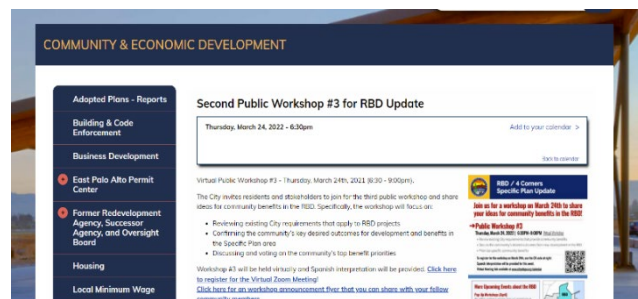 COMMUNITY & ECONOMIC DEVELOPMENT
Adopted Plans - Reports
Building & Code
Enforcement
Business Development
East Palo Alto Permit
Center
Former Redevelopment
Agency, Successor
Agency, and Oversight
Board
Housing
Local Minimum Wage
Second Public Workshop #3 for RBD Update
Thursday, March 24, 2022 - 6:30pm
Add to your calendar >
Back to calendar
Virtual Public Workshop #3 - Thursday, March 24th, 2021 (6:30 - 9:00pm).
The City invites residents and stakeholders to join for the third public workshop and share
ideas for community benefits in the RBD. Specifically, the workshop will focus on:
• Reviewing existing City requirements that apply to RBD projects
• Confirming the community's key desired outcomes for development and benefits in
the Specific Plan area
• Discussing and voting on the community's top benefit priorities
Workshop #3 will be held virtually and Spanish interpretation will be provided. Click here
to register for the Virtual Zoom Meeting!
Click here for an workshop announcement flyer that you can share with your fellow
community members
RBD / 4 Corners
Specific Plan Update
Join us for a workshop on March 24th to share
your ideas for community benefits in the RBD!
Public Workshop #3